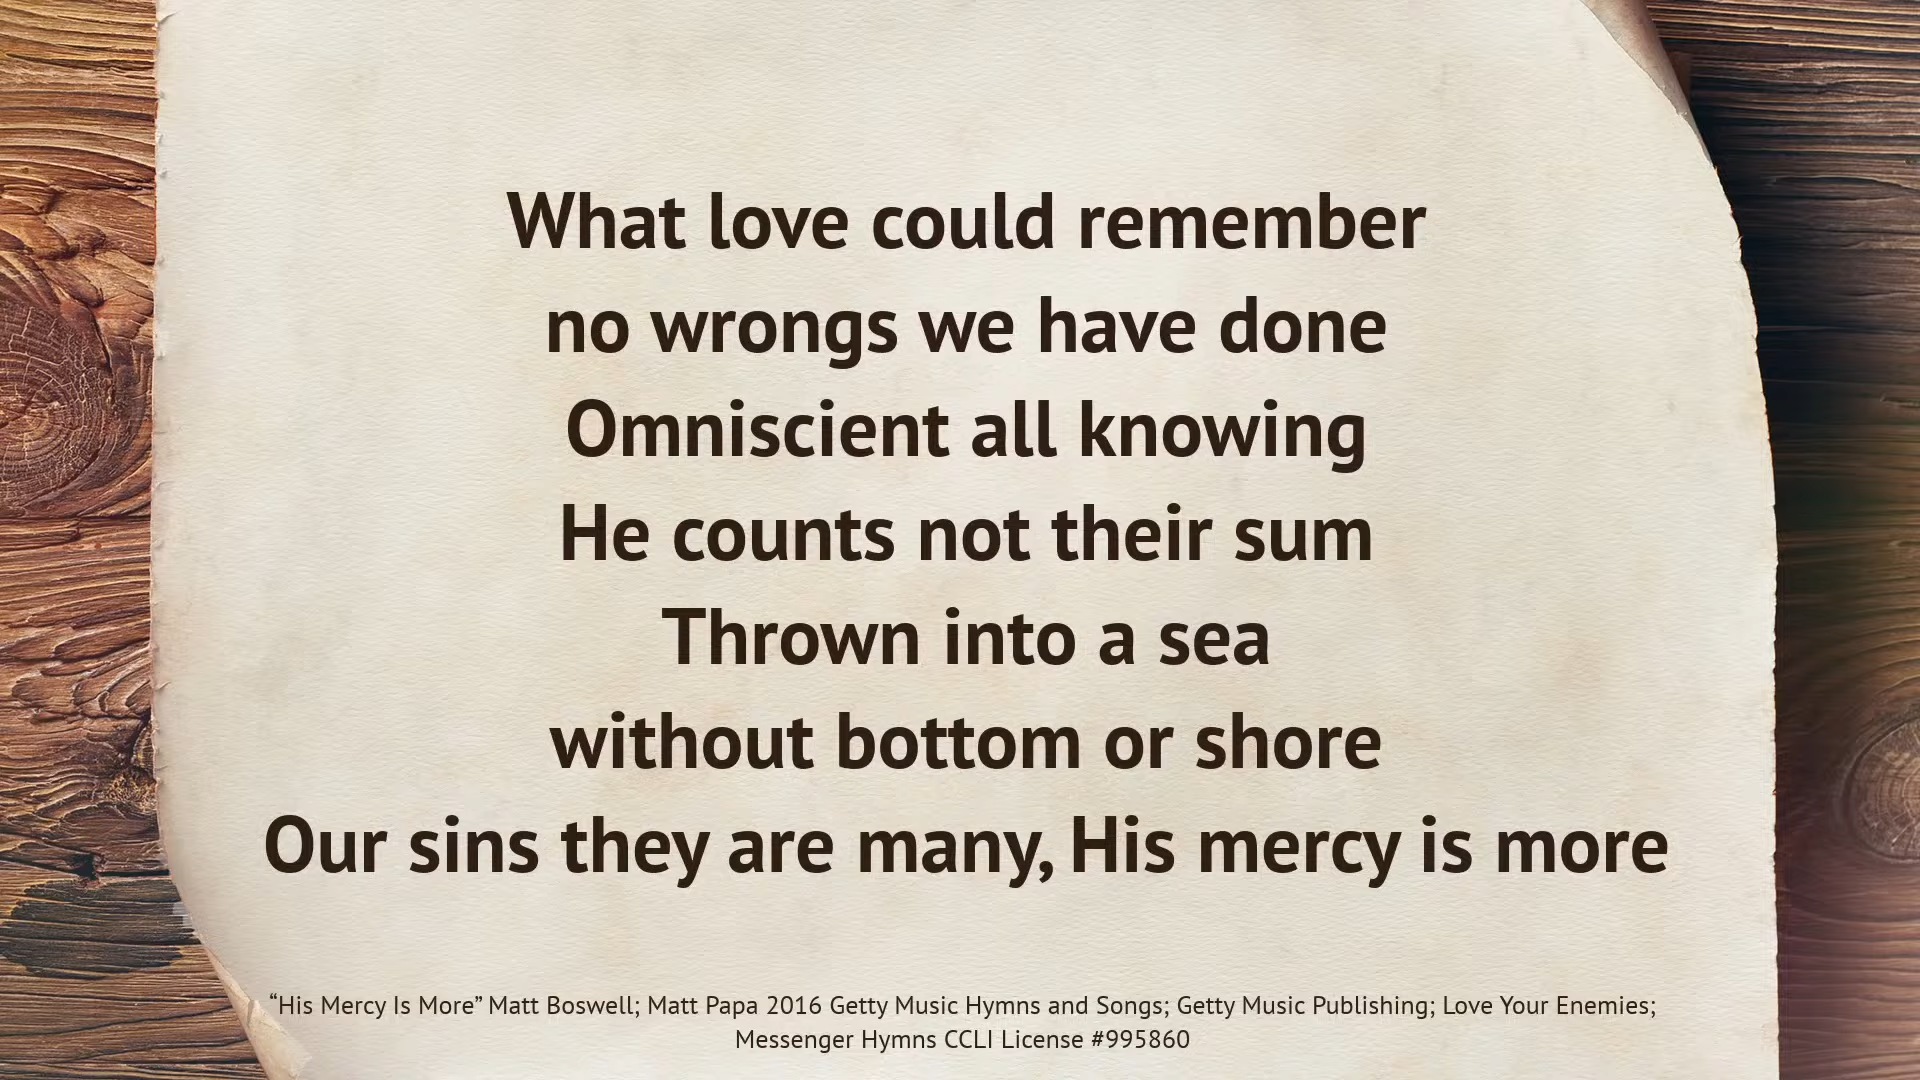 What love could remember
no wrongs we have done
Omniscient all knowing
He counts not their sum
Thrown into a sea
without bottom or shore
Our sins they are many, His mercy is more
“His Mercy Is More” Matt Boswell; Matt Papa 2016 Getty Music Hymns and Songs; Getty Music Publishing; Love Your Enemies;
Messenger Hymns CCLI License #995860